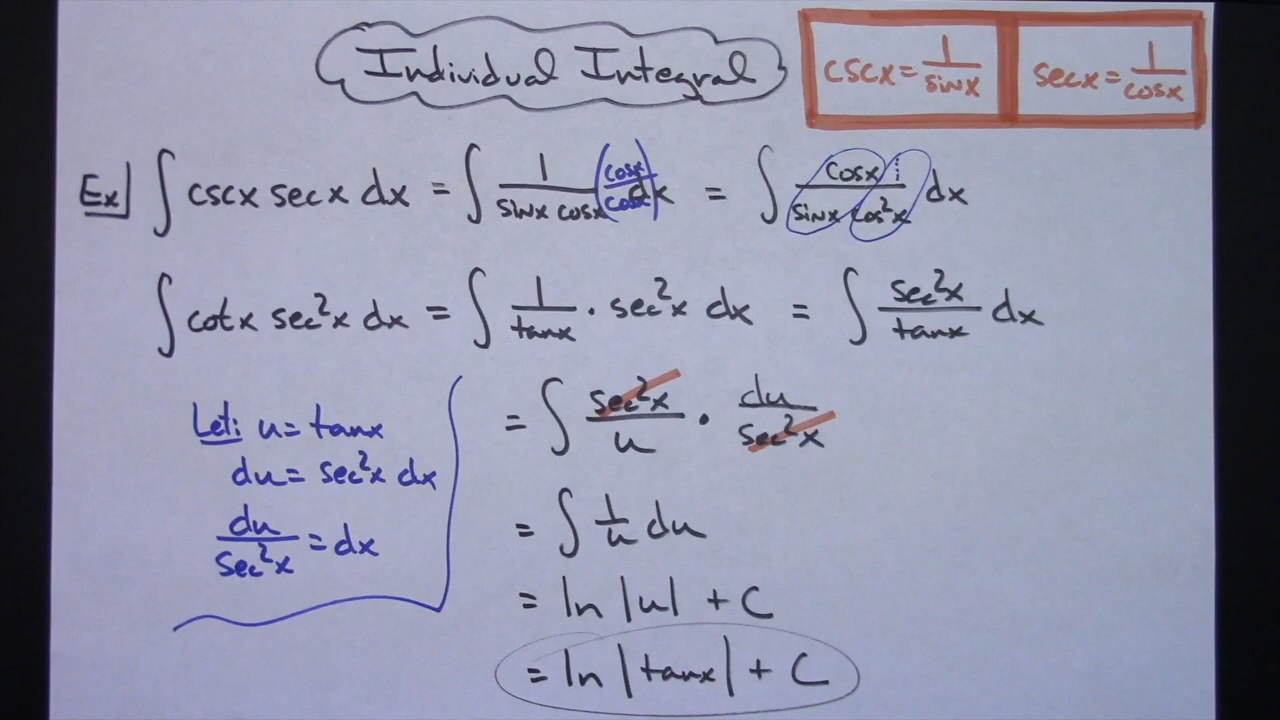 Individual Integral
cscx = 1/sinx
secx = 1/cosx
Ex ∫ cscx secx dx = ∫ 1/(sinx cosx) (cosx/cosx) dx = ∫ (cosx · 1)/(sinx cos²x) dx
∫ cotx sec²x dx = ∫ 1/tanx · sec²x dx = ∫ sec²x/tanx dx
Let: u = tanx
du = sec²x dx
du/sec²x = dx
= ∫ sec²x/u · du/sec²x
= ∫ 1/u du
= ln |u| + C
= ln |tanx| + C